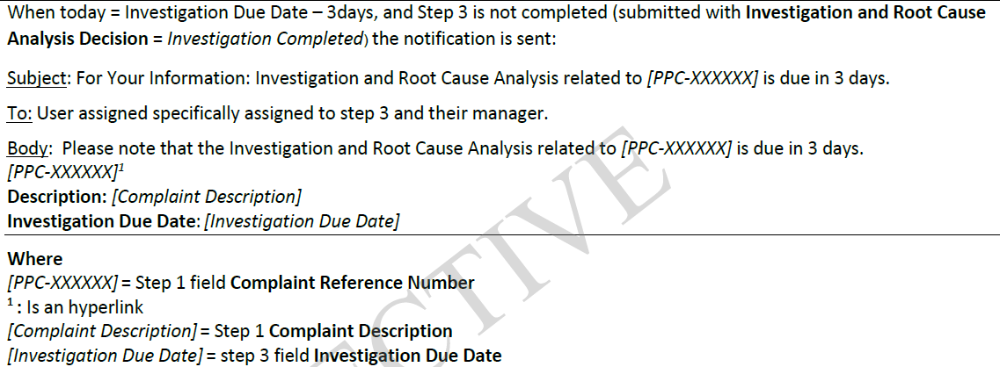 When today = Investigation Due Date – 3days, and Step 3 is not completed (submitted with Investigation and Root Cause
Analysis Decision = Investigation Completed) the notification is sent:
Subject: For Your Information: Investigation and Root Cause Analysis related to [PPC-XXXXXX] is due in 3 days.
To: User assigned specifically assigned to step 3 and their manager.
Body:  Please note that the Investigation and Root Cause Analysis related to [PPC-XXXXXX] is due in 3 days.
[PPC-XXXXXX]¹
Description: [Complaint Description]
Investigation Due Date: [Investigation Due Date]
Where
[PPC-XXXXXX] = Step 1 field Complaint Reference Number
¹ : Is an hyperlink
[Complaint Description] = Step 1 Complaint Description
[Investigation Due Date] = step 3 field Investigation Due Date
CTIVE